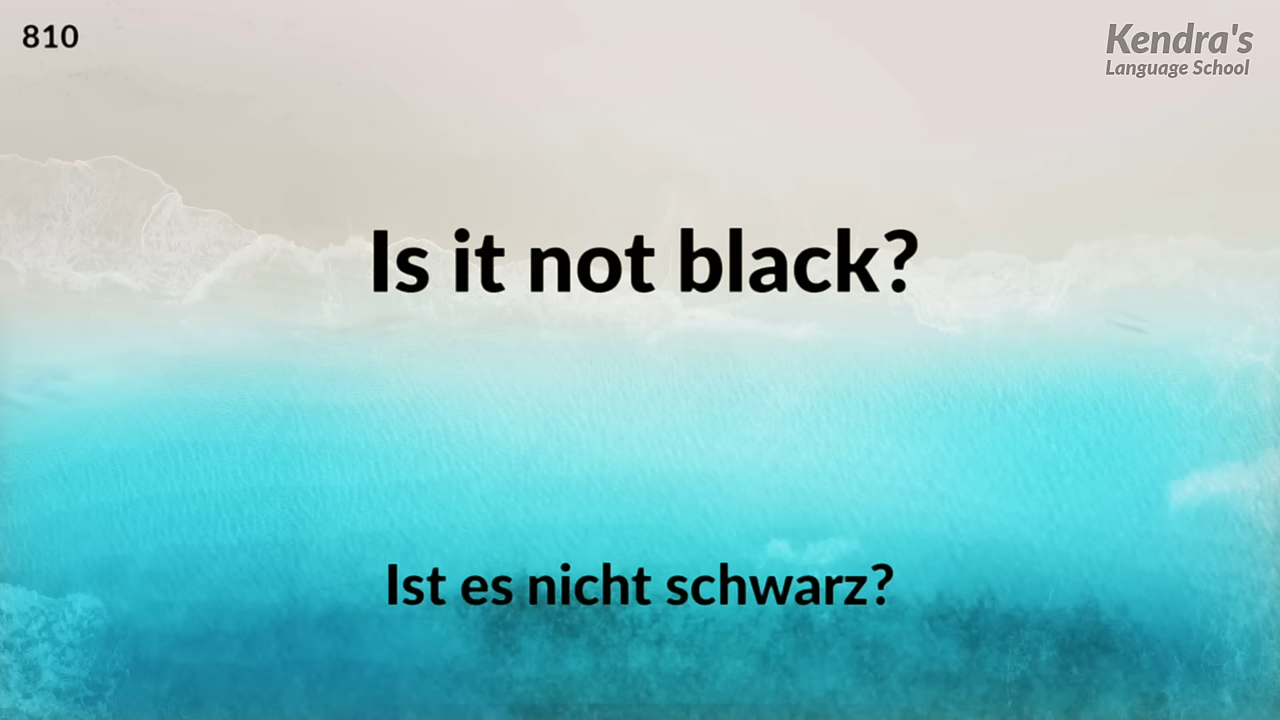 810
Kendra's
Language School
Is it not black?
Ist es nicht schwarz?